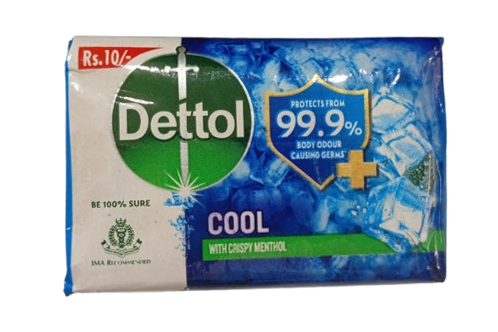 Rs.10/-
Dettol
BE 100% SURE
IMA RECOMMENDED
PROTECTS FROM
99.9%
BODY ODOUR
CAUSING GERMS*
COOL
WITH CRISPY MENTHOL